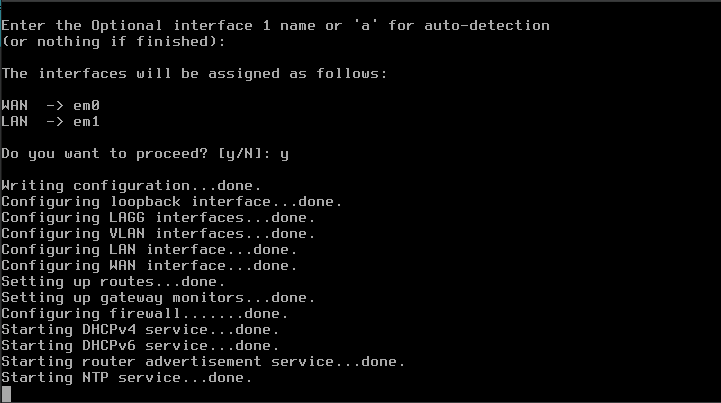 Enter the Optional interface 1 name or 'a' for auto-detection
(or nothing if finished):
The interfaces will be assigned as follows:
WAN  -> em0
LAN  -> em1
Do you want to proceed? [y/N]: y
Writing configuration...done.
Configuring loopback interface...done.
Configuring LAGG interfaces...done.
Configuring VLAN interfaces...done.
Configuring LAN interface...done.
Configuring WAN interface...done.
Setting up routes...done.
Setting up gateway monitors...done.
Configuring firewall.......done.
Starting DHCPv4 service...done.
Starting DHCPv6 service...done.
Starting router advertisement service...done.
Starting NTP service...done.